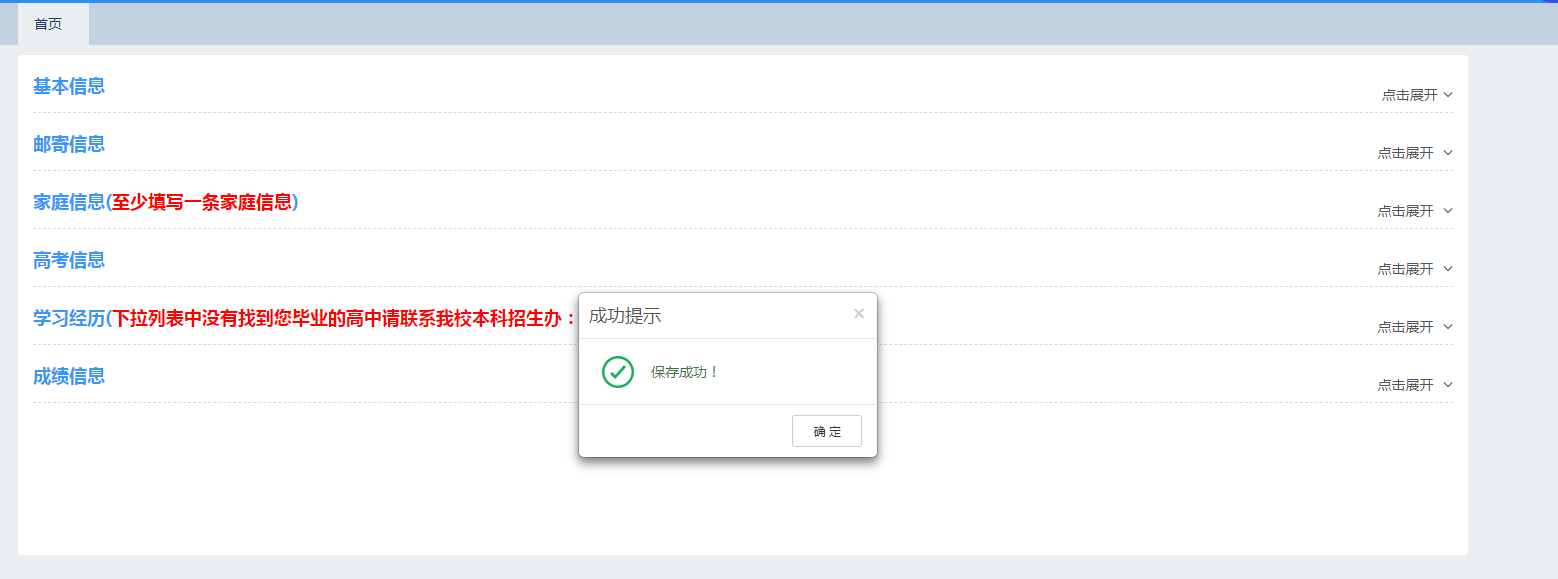 首页
基本信息
点击展开
邮寄信息
点击展开
家庭信息(至少填写一条家庭信息)
点击展开
高考信息
点击展开
学习经历(下拉列表中没有找到您毕业的高中请联系我校本科招生办：
点击展开
成绩信息
点击展开
成功提示
×
保存成功！
确 定